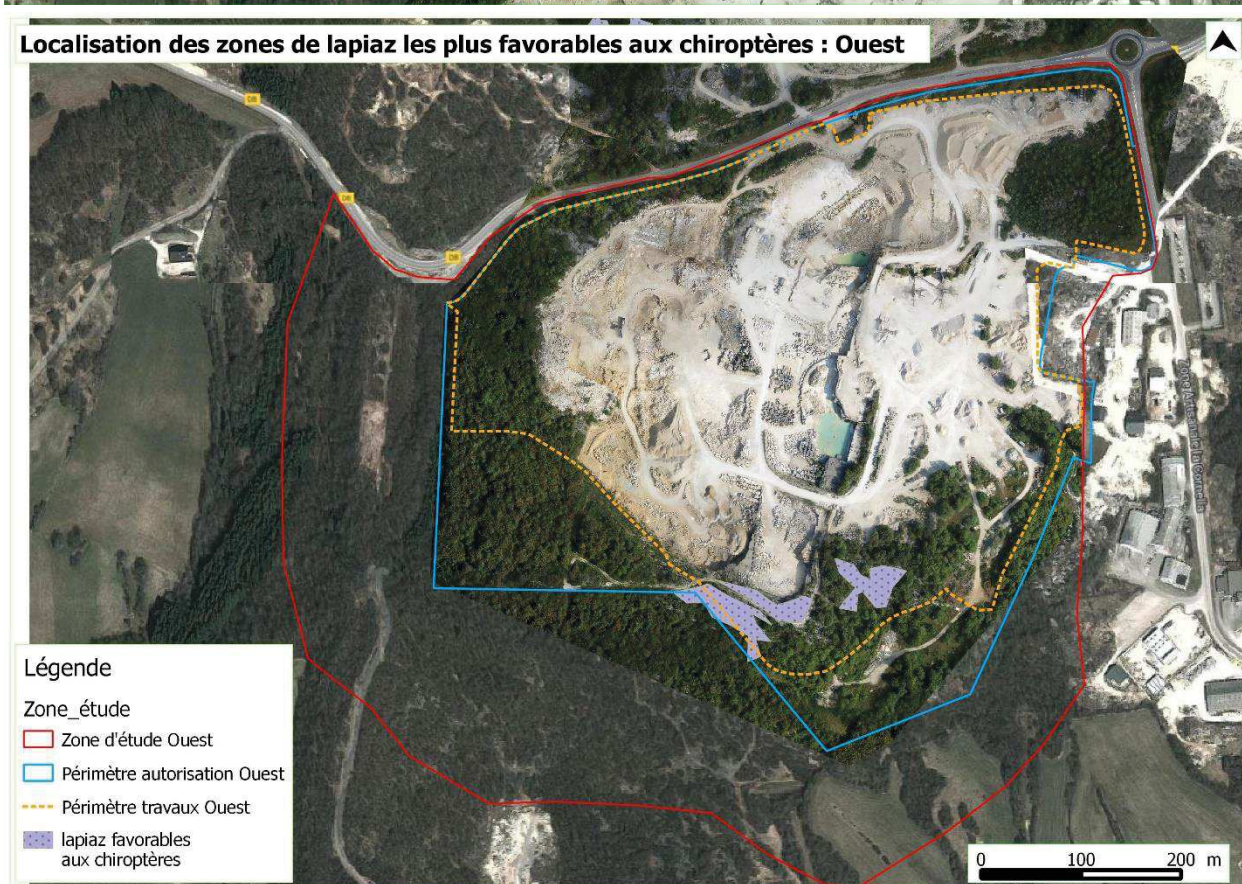 Localisation des zones de lapiaz les plus favorables aux chiroptères : Ouest
D8
D8
D8
Légende
Zone_étude
Zone d'étude Ouest
Périmètre autorisation Ouest
Périmètre travaux Ouest
lapiaz favorables
aux chiroptères
0 100 200 m